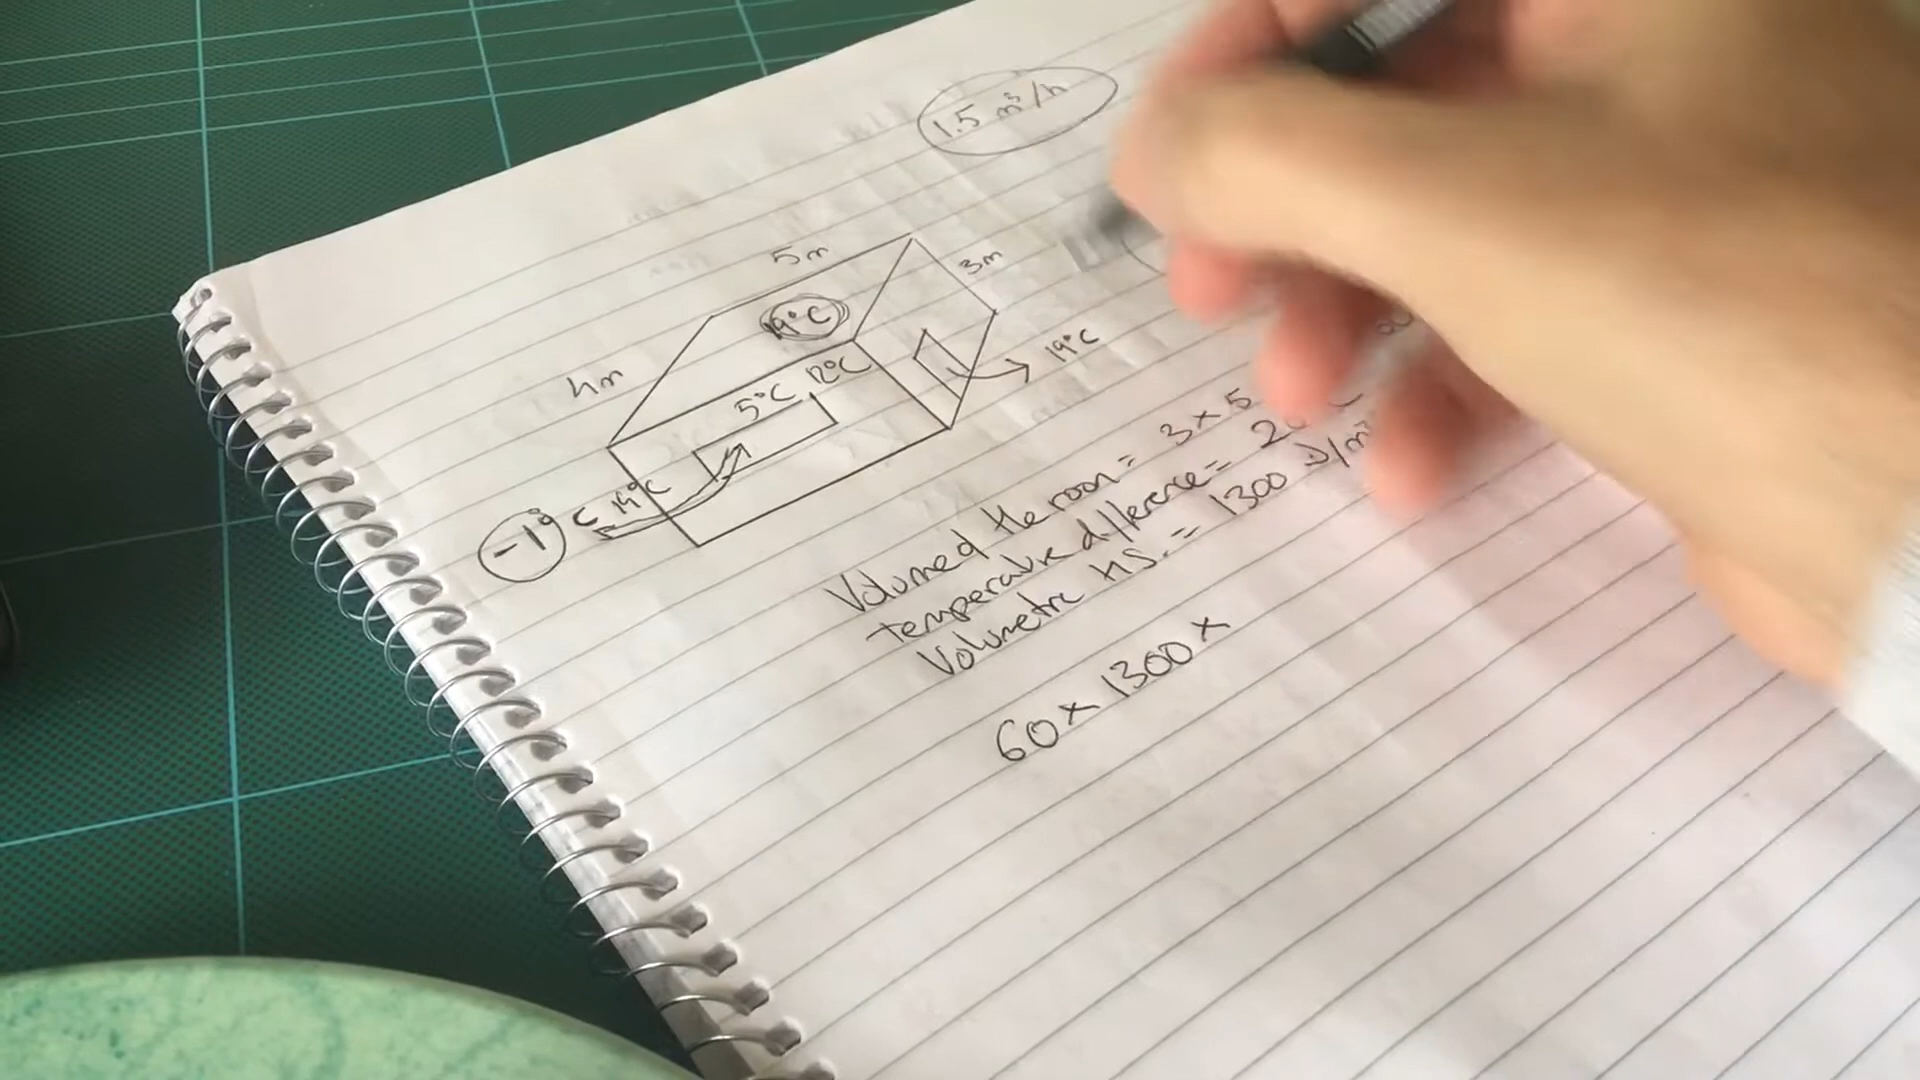 1.5 m³/h
5m
3m
19°C
4m
19°C
12°C
5°C
14°C
-1°C
Volume of the room = 3 x 5
temperature difference = 20
Volumetric H.S. = 1300 J/m³
60 x 1300 x